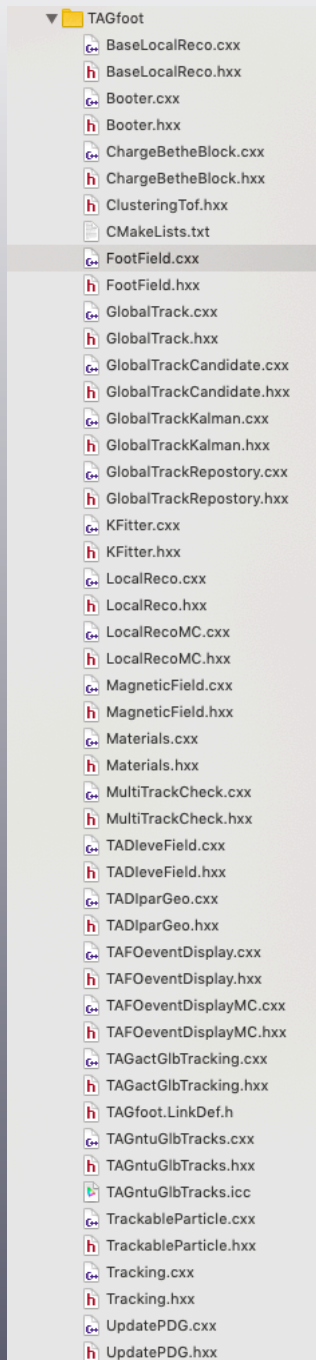 TAGfoot
BaseLocalReco.cxx
BaseLocalReco.hxx
Booter.cxx
Booter.hxx
ChargeBetheBlock.cxx
ChargeBetheBlock.hxx
ClusteringTof.hxx
CMakeLists.txt
FootField.cxx
FootField.hxx
GlobalTrack.cxx
GlobalTrack.hxx
GlobalTrackCandidate.cxx
GlobalTrackCandidate.hxx
GlobalTrackKalman.cxx
GlobalTrackKalman.hxx
GlobalTrackRepostory.cxx
GlobalTrackRepostory.hxx
KFitter.cxx
KFitter.hxx
LocalReco.cxx
LocalReco.hxx
LocalRecoMC.cxx
LocalRecoMC.hxx
MagneticField.cxx
MagneticField.hxx
Materials.cxx
Materials.hxx
MultiTrackCheck.cxx
MultiTrackCheck.hxx
TADIeveField.cxx
TADIeveField.hxx
TADIparGeo.cxx
TADIparGeo.hxx
TAFOeventDisplay.cxx
TAFOeventDisplay.hxx
TAFOeventDisplayMC.cxx
TAFOeventDisplayMC.hxx
TAGactGlbTracking.cxx
TAGactGlbTracking.hxx
TAGfoot.LinkDef.h
TAGntuGlbTracks.cxx
TAGntuGlbTracks.hxx
TAGntuGlbTracks.icc
TrackableParticle.cxx
TrackableParticle.hxx
Tracking.cxx
Tracking.hxx
UpdatePDG.cxx
UpdatePDG.hxx